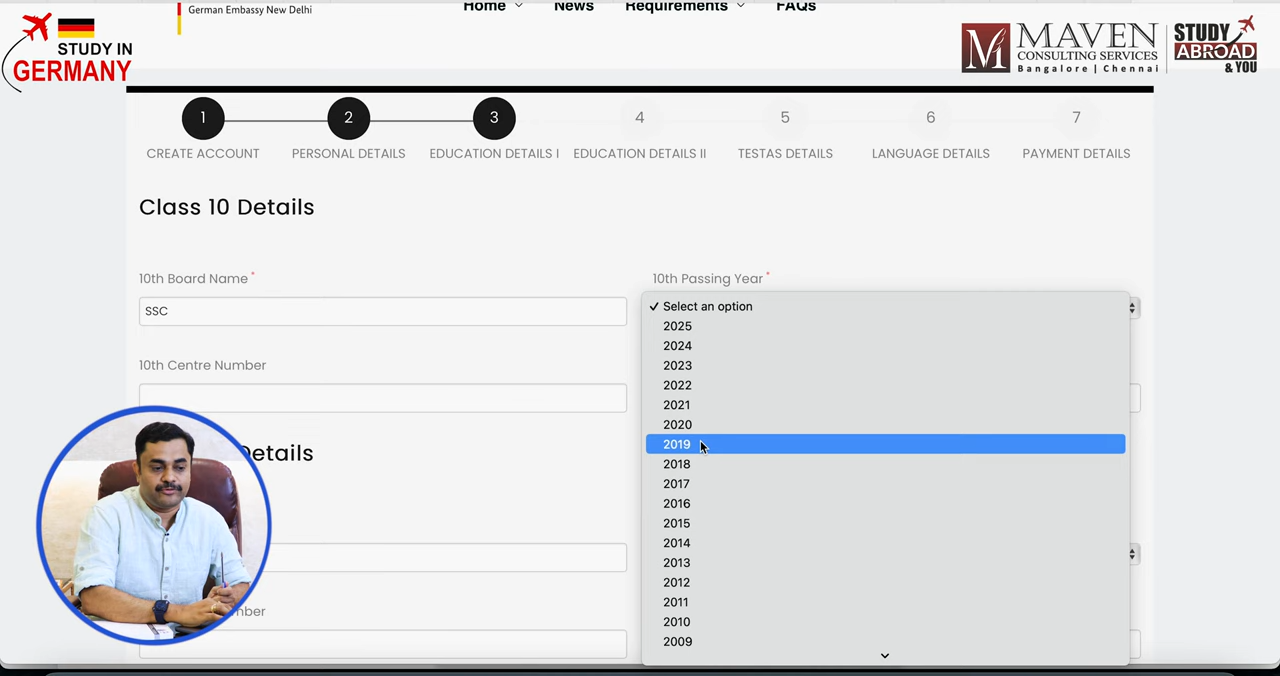 German Embassy New Delhi
Home News Requirements FAQs
STUDY IN
GERMANY
MAVEN
CONSULTING SERVICES
Bangalore | Chennai
STUDY
ABROAD
& YOU
1 2 3 4 5 6 7
CREATE ACCOUNT PERSONAL DETAILS EDUCATION DETAILS I EDUCATION DETAILS II TESTAS DETAILS LANGUAGE DETAILS PAYMENT DETAILS
Class 10 Details
10th Board Name * 10th Passing Year *
SSC
✓ Select an option
2025
2024
2023
2022
2021
2020
2019
2018
2017
2016
2015
2014
2013
2012
2011
2010
2009
10th Centre Number
Details